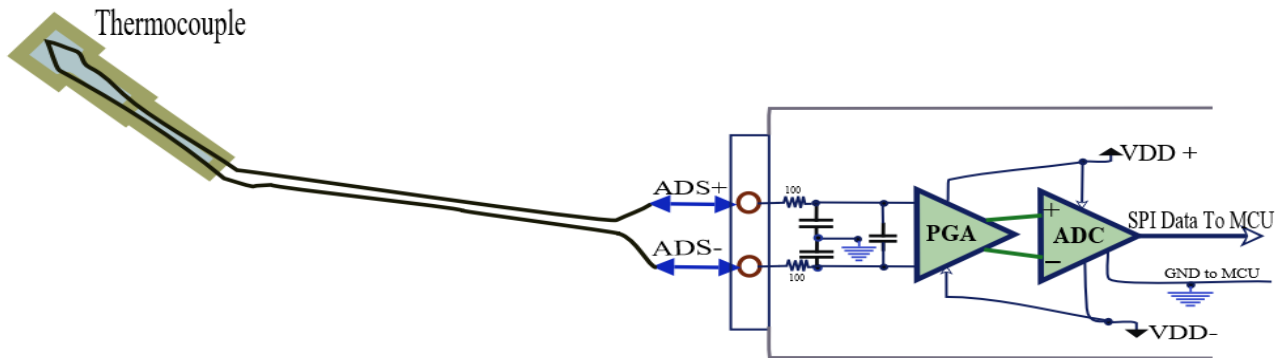 Thermocouple
VDD +
ADS+
100
PGA
+
ADC
SPI Data To MCU
ADS-
−
100
GND to MCU
VDD-